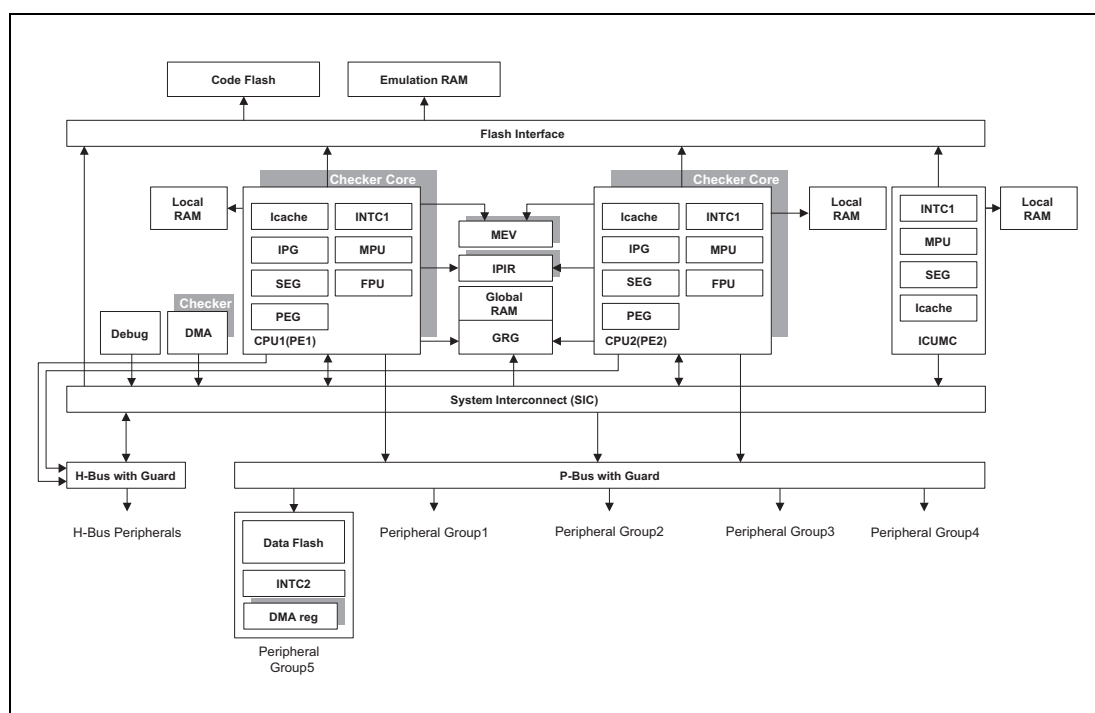 Code Flash
Emulation RAM
Flash Interface
Checker Core
Checker Core
Local
RAM
Icache
INTC1
IPG
MPU
SEG
FPU
PEG
CPU1(PE1)
MEV
IPIR
Global
RAM
GRG
Icache
INTC1
IPG
MPU
SEG
FPU
PEG
CPU2(PE2)
Local
RAM
INTC1
MPU
SEG
Icache
ICUMC
Local
RAM
Checker
Debug
DMA
System Interconnect (SIC)
H-Bus with Guard
P-Bus with Guard
H-Bus Peripherals
Data Flash
INTC2
DMA reg
Peripheral
Group5
Peripheral Group1
Peripheral Group2
Peripheral Group3
Peripheral Group4